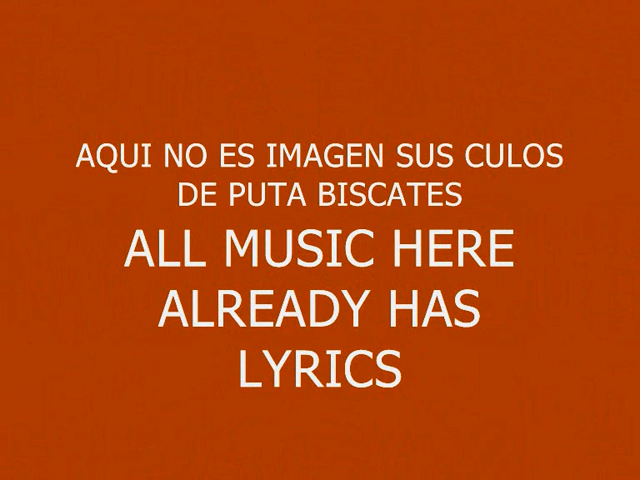 AQUI NO ES IMAGEN SUS CULOS
DE PUTA BISCATES
ALL MUSIC HERE
ALREADY HAS
LYRICS